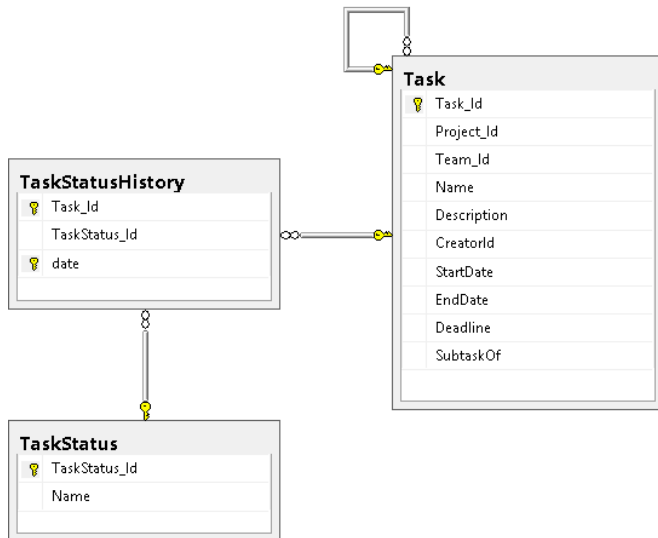 Task
Task_Id
Project_Id
Team_Id
Name
Description
CreatorId
StartDate
EndDate
Deadline
SubtaskOf
TaskStatusHistory
Task_Id
TaskStatus_Id
date
TaskStatus
TaskStatus_Id
Name